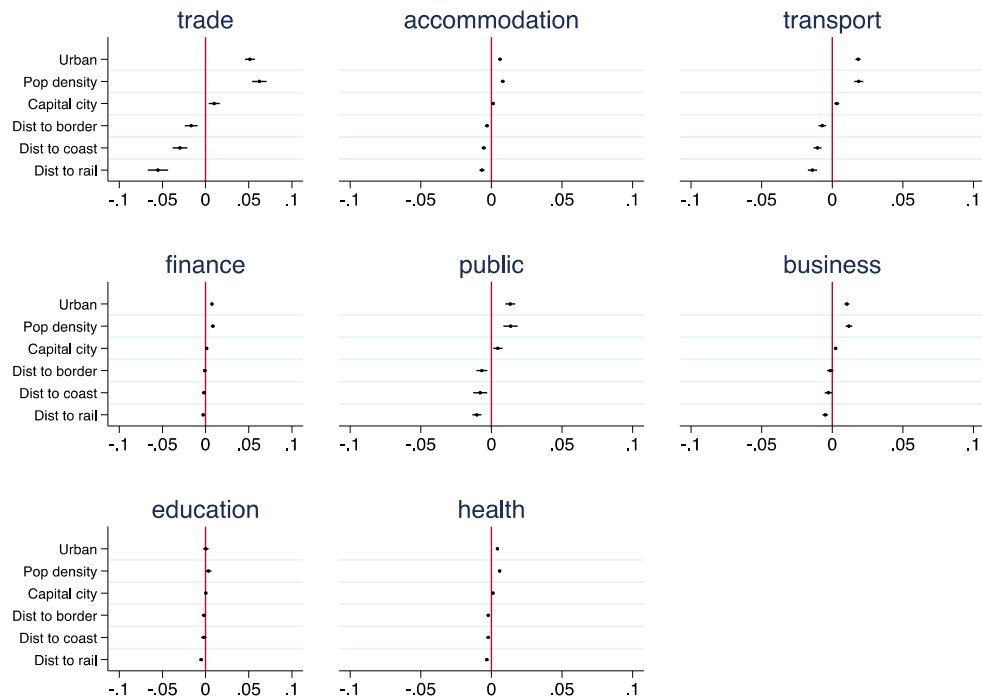 trade accommodation transport
Urban
Pop density
Capital city
Dist to border
Dist to coast
Dist to rail
-.1 -.05 0 .05 .1 -.1 -.05 0 .05 .1 -.1 -.05 0 .05 .1
finance public business
Urban
Pop density
Capital city
Dist to border
Dist to coast
Dist to rail
-.1 -.05 0 .05 .1 -.1 -.05 0 .05 .1 -.1 -.05 0 .05 .1
education health
Urban
Pop density
Capital city
Dist to border
Dist to coast
Dist to rail
-.1 -.05 0 .05 .1 -.1 -.05 0 .05 .1